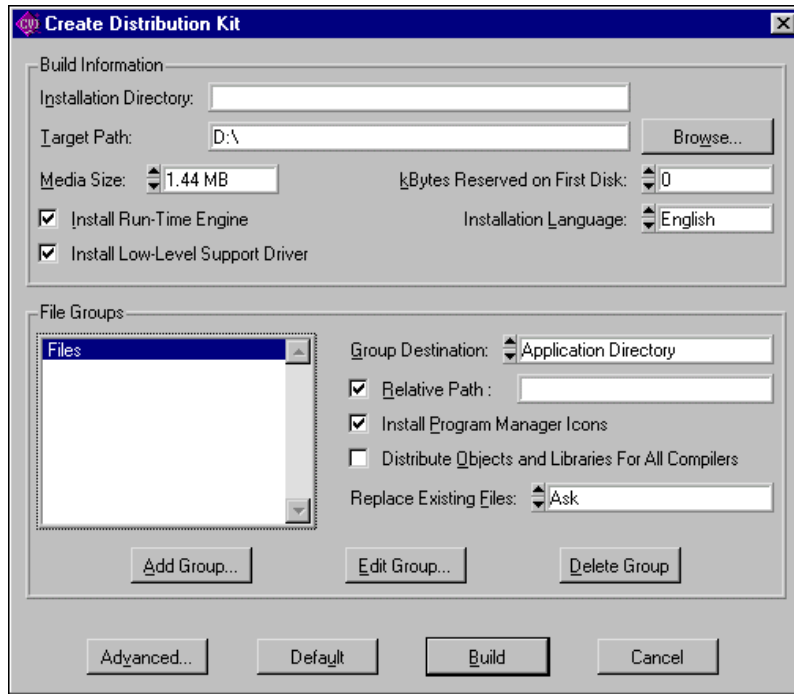 CVI Create Distribution Kit
Build Information
Installation Directory:
Target Path: D:\ Browse...
Media Size: 1.44 MB kBytes Reserved on First Disk: 0
Install Run-Time Engine Installation Language: English
Install Low-Level Support Driver
File Groups
Files
Group Destination: Application Directory
Relative Path :
Install Program Manager Icons
Distribute Objects and Libraries For All Compilers
Replace Existing Files: Ask
Add Group... Edit Group... Delete Group
Advanced... Default Build Cancel